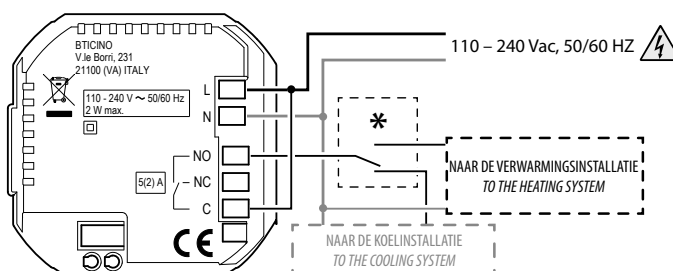 BTICINO
V.le Borri, 231
21100 (VA) ITALY
110 - 240 V ~ 50/60 Hz
2 W max.
L
N
NO
NC
C
5(2) A
CE
110 – 240 Vac, 50/60 HZ
*
NAAR DE VERWARMINGSINSTALLATIE
TO THE HEATING SYSTEM
NAAR DE KOELINSTALLATIE
TO THE COOLING SYSTEM